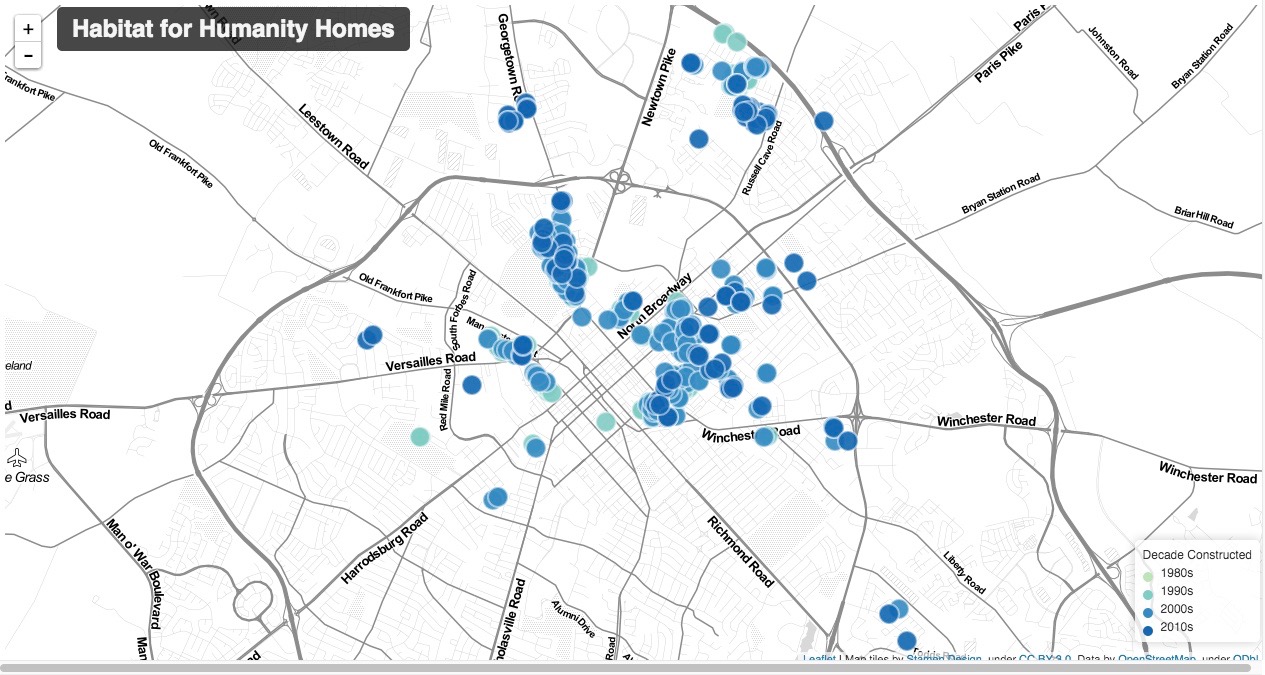 +
−
Habitat for Humanity Homes
Georgetown
Newtown Pike
Paris Pike
Johnston Road
Bryan Station Road
Frankfort Pike
Leestown Road
Old Frankfort Pike
Russell Cave Road
Bryan Station Road
Briar Hill Road
Old Frankfort Pike
South Forbes Road
North Broadway
Versailles Road
Red Mile Road
eland
d
Versailles Road
Winchester Road
Winchester Road
Winchester Road
e Grass
Man o' War Boulevard
Man
Harrodsburg Road
Richmond Road
Liberty Road
Alumni Drive
holasville Road
Road
Decade Constructed
1980s
1990s
2000s
2010s
Leaflet | Map tiles by Stamen Design, under CC BY 3.0. Data by OpenStreetMap, under ODbL